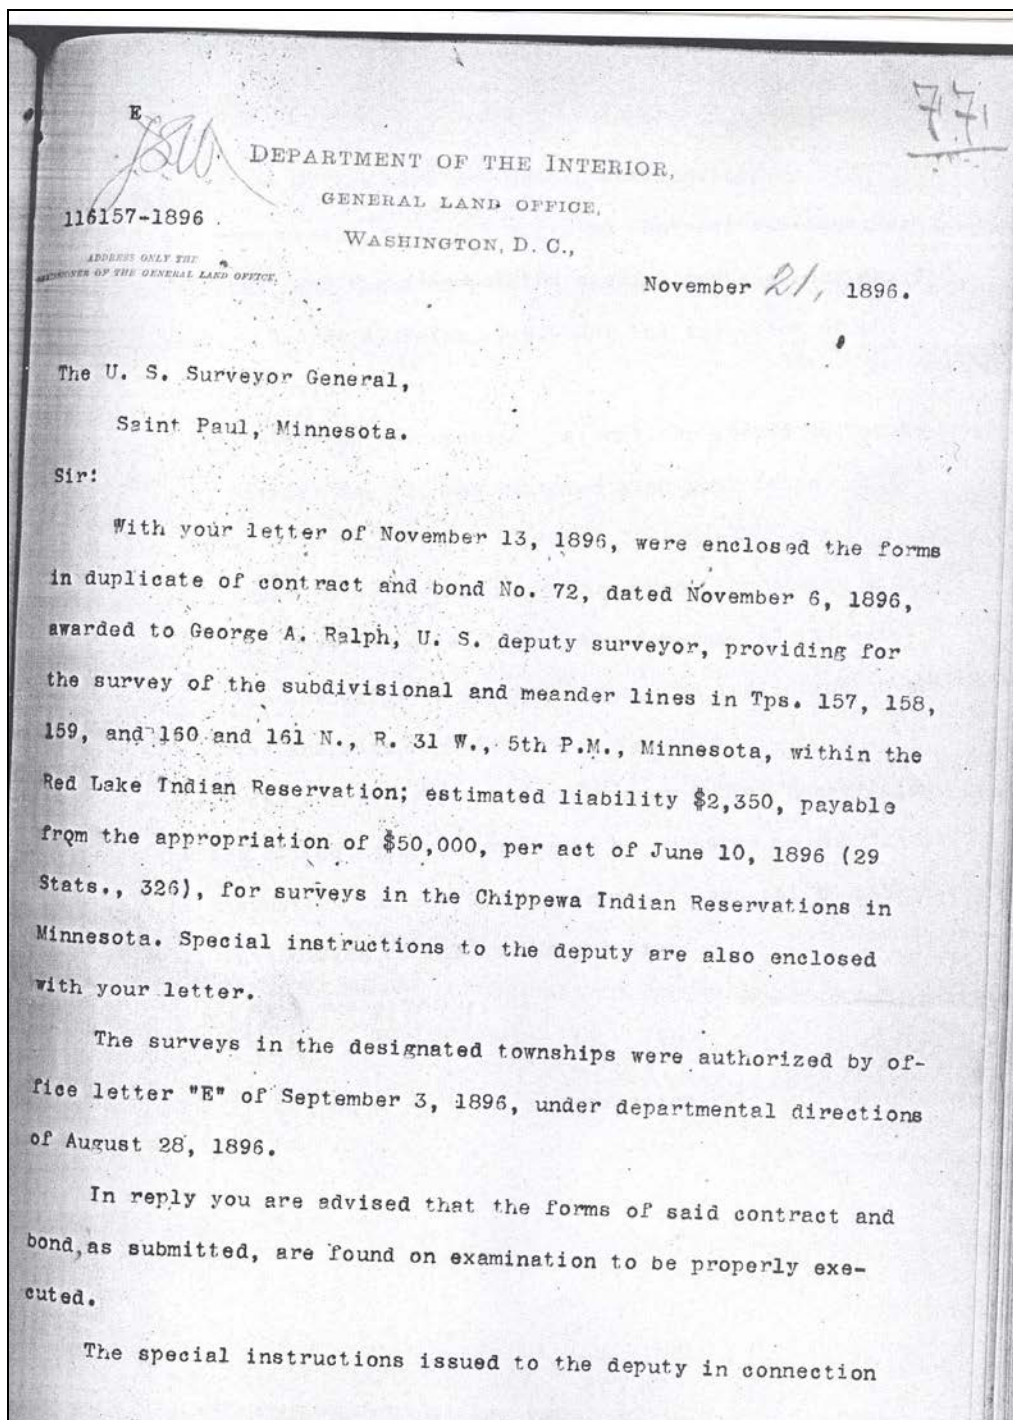 E
77
DEPARTMENT OF THE INTERIOR,
GENERAL LAND OFFICE,
WASHINGTON, D. C.,
116157-1896
ADDRESS ONLY THE
OF THE GENERAL LAND OFFICE.
November 21, 1896.
The U. S. Surveyor General,
Saint Paul, Minnesota.
Sir:
With your letter of November 13, 1896, were enclosed the forms
in duplicate of contract and bond No. 72, dated November 6, 1896,
awarded to George A. Ralph, U. S. deputy surveyor, providing for
the survey of the subdivisional and meander lines in Tps. 157, 158,
159, and 160 and 161 N., R. 31 W., 5th P.M., Minnesota, within the
Red Lake Indian Reservation; estimated liability $2,350, payable
from the appropriation of $50,000, per act of June 10, 1896 (29
Stats., 326), for surveys in the Chippewa Indian Reservations in
Minnesota. Special instructions to the deputy are also enclosed
with your letter.
The surveys in the designated townships were authorized by of-
fice letter "E" of September 3, 1896, under departmental directions
of August 28, 1896.
In reply you are advised that the forms of said contract and
bond, as submitted, are found on examination to be properly exe-
cuted.
The special instructions issued to the deputy in connection